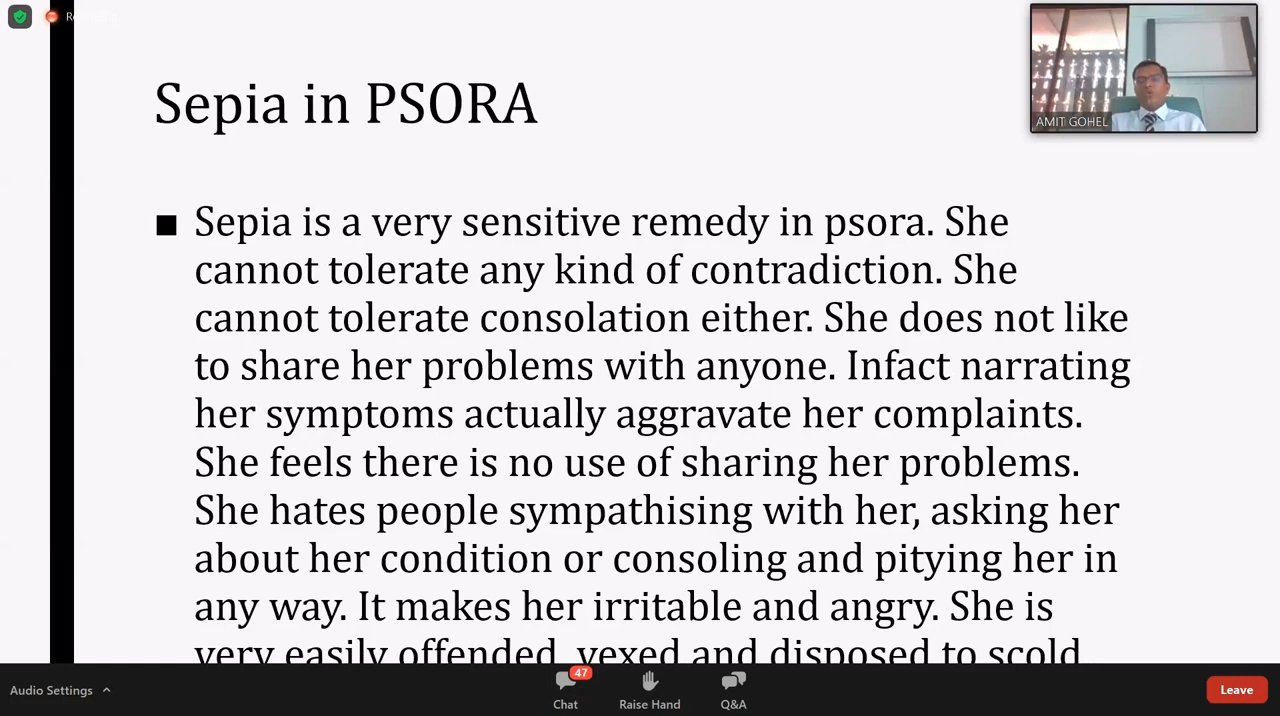 Sepia in PSORA
AMIT GOHEL
■ Sepia is a very sensitive remedy in psora. She
cannot tolerate any kind of contradiction. She
cannot tolerate consolation either. She does not like
to share her problems with anyone. Infact narrating
her symptoms actually aggravate her complaints.
She feels there is no use of sharing her problems.
She hates people sympathising with her, asking her
about her condition or consoling and pitying her in
any way. It makes her irritable and angry. She is
very easily offended, vexed and disposed to scold
Audio Settings
47
Chat
Raise Hand
Q&A
Leave